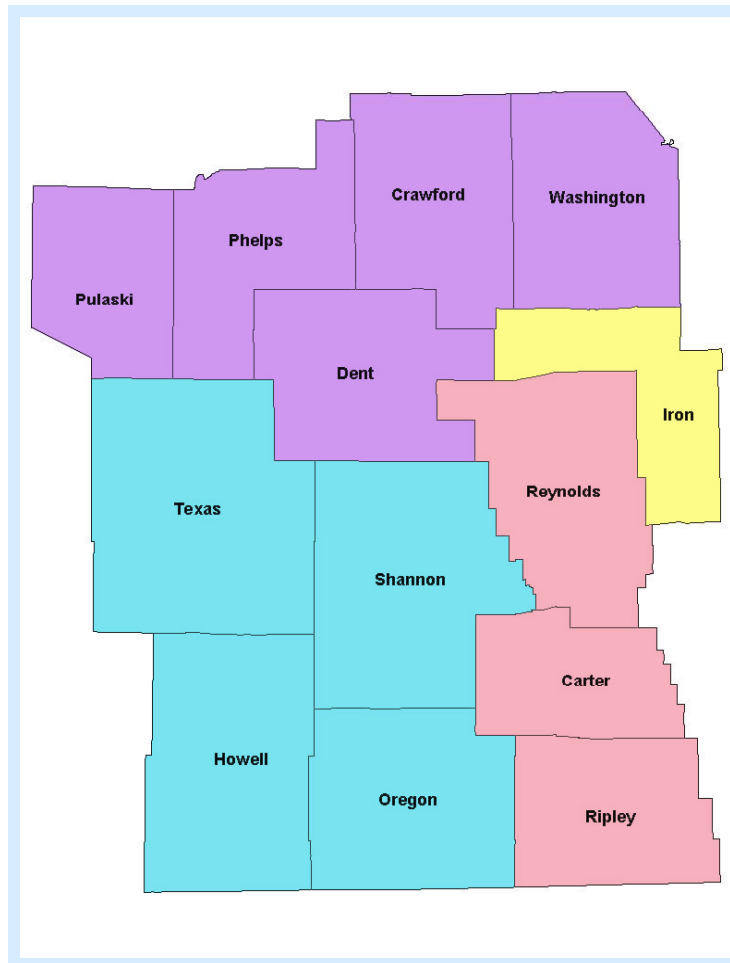 Crawford
Washington
Phelps
Pulaski
Dent
Iron
Reynolds
Texas
Shannon
Carter
Howell
Oregon
Ripley